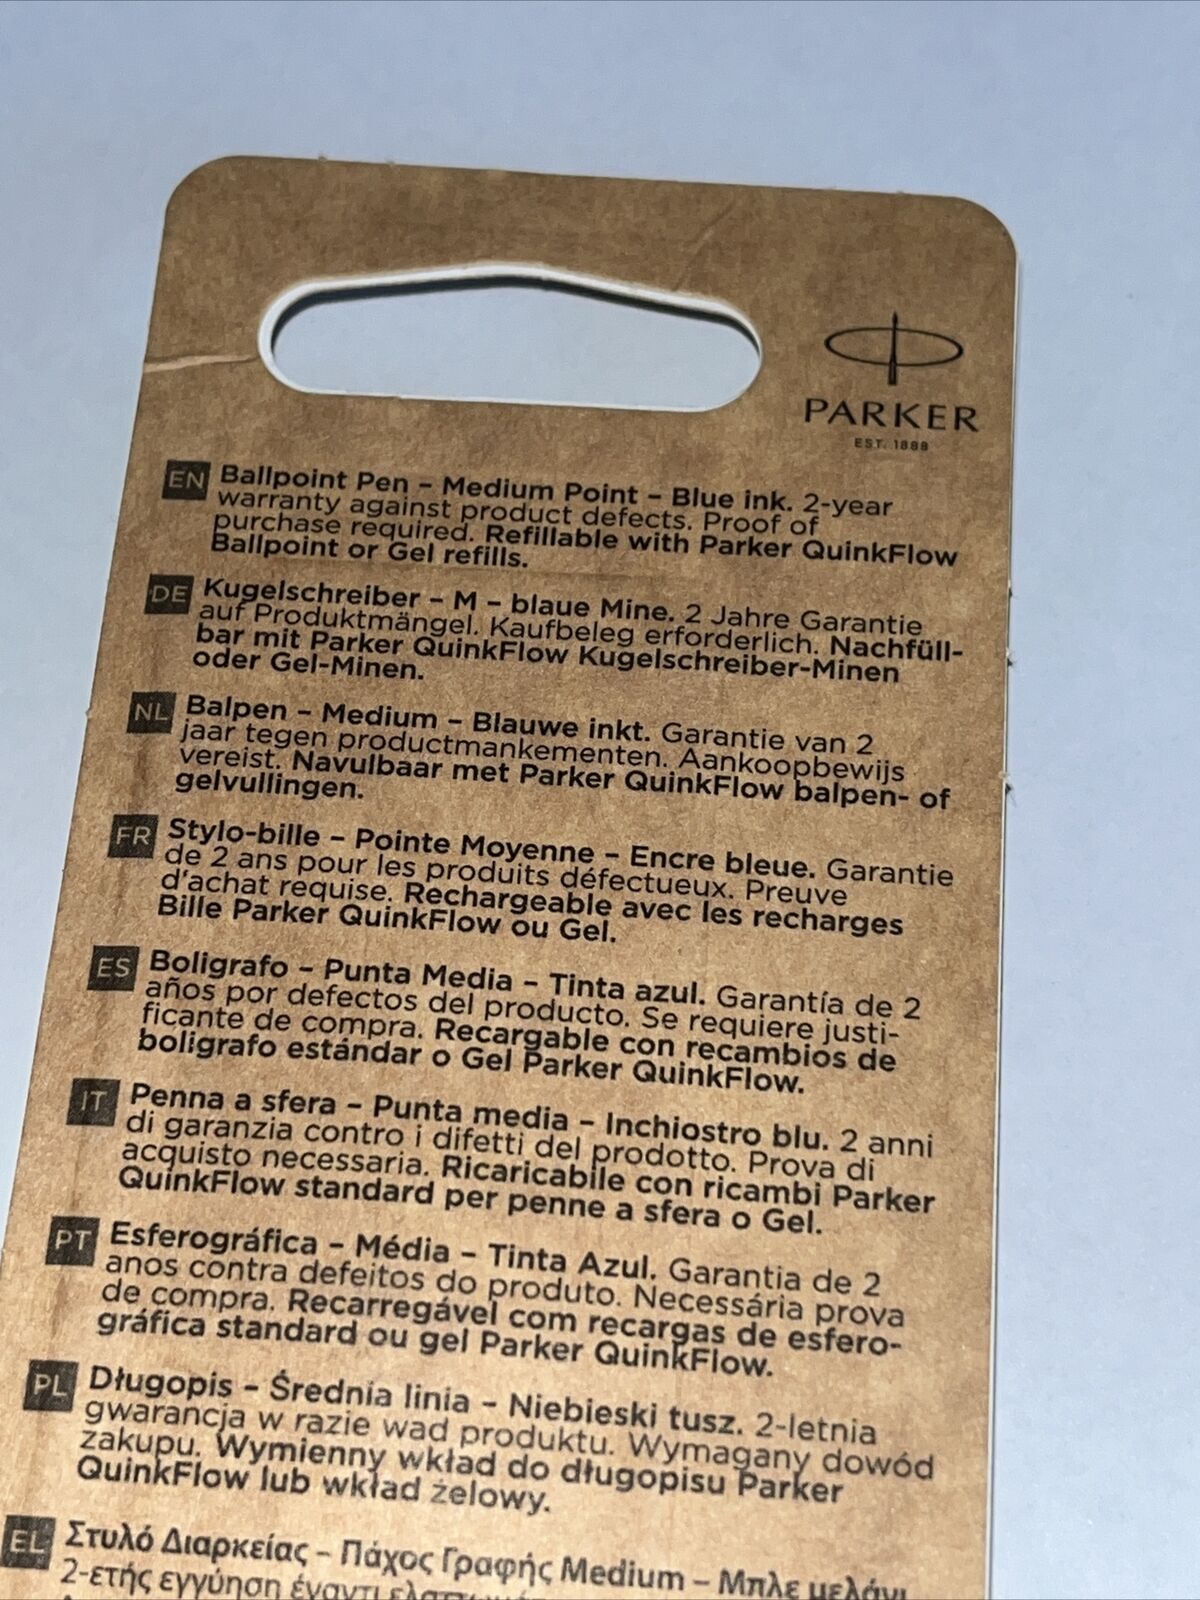 PARKER
EST. 1888
EN Ballpoint Pen – Medium Point – Blue ink. 2-year
warranty against product defects. Proof of
purchase required. Refillable with Parker QuinkFlow
Ballpoint or Gel refills.
DE Kugelschreiber – M – blaue Mine. 2 Jahre Garantie
auf Produktmängel. Kaufbeleg erforderlich. Nachfüll-
bar mit Parker QuinkFlow Kugelschreiber-Minen
oder Gel-Minen.
NL Balpen – Medium – Blauwe inkt. Garantie van 2
jaar tegen productmankementen. Aankoopbewijs
vereist. Navulbaar met Parker QuinkFlow balpen- of
gelvullingen.
FR Stylo-bille – Pointe Moyenne – Encre bleue. Garantie
de 2 ans pour les produits défectueux. Preuve
d'achat requise. Rechargeable avec les recharges
Bille Parker QuinkFlow ou Gel.
ES Boligrafo – Punta Media – Tinta azul. Garantía de 2
años por defectos del producto. Se requiere justi-
ficante de compra. Recargable con recambios de
boligrafo estándar o Gel Parker QuinkFlow.
IT Penna a sfera – Punta media – Inchiostro blu. 2 anni
di garanzia contro i difetti del prodotto. Prova di
acquisto necessaria. Ricaricabile con ricambi Parker
QuinkFlow standard per penne a sfera o Gel.
PT Esferográfica – Média – Tinta Azul. Garantia de 2
anos contra defeitos do produto. Necessária prova
de compra. Recarregável com recargas de esfero-
gráfica standard ou gel Parker QuinkFlow.
PL Długopis – Średnia linia – Niebieski tusz. 2-letnia
gwarancja w razie wad produktu. Wymagany dowód
zakupu. Wymienny wkład do długopisu Parker
QuinkFlow lub wkład żelowy.
EL Στυλό Διαρκείας – Πάχος Γραφής Medium – Μπλε μελάνι
2-ετής εγγύηση έναντι